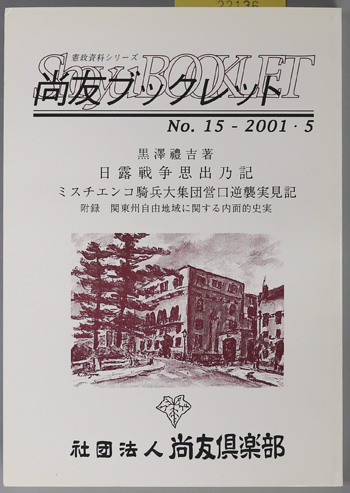 22136
憲政資料シリーズ
Shoyu BOOKLET
尚友ブックレット
No. 15 - 2001・5
黒澤禮吉著
日露戦争思出乃記
ミスチエンコ騎兵大集団営口逆襲実見記
附録 関東州自由地域に関する内面的史実
社団法人 尚友倶楽部